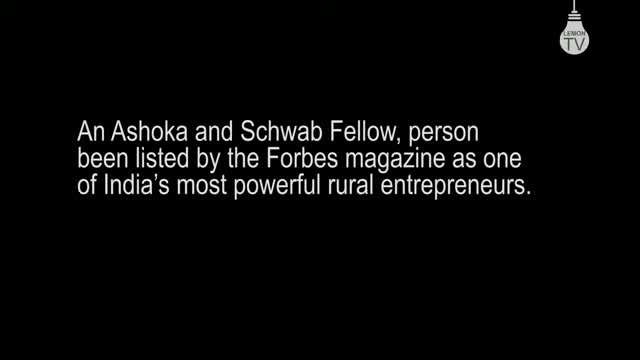 LEMON
TV
An Ashoka and Schwab Fellow, person
been listed by the Forbes magazine as one
of India's most powerful rural entrepreneurs.